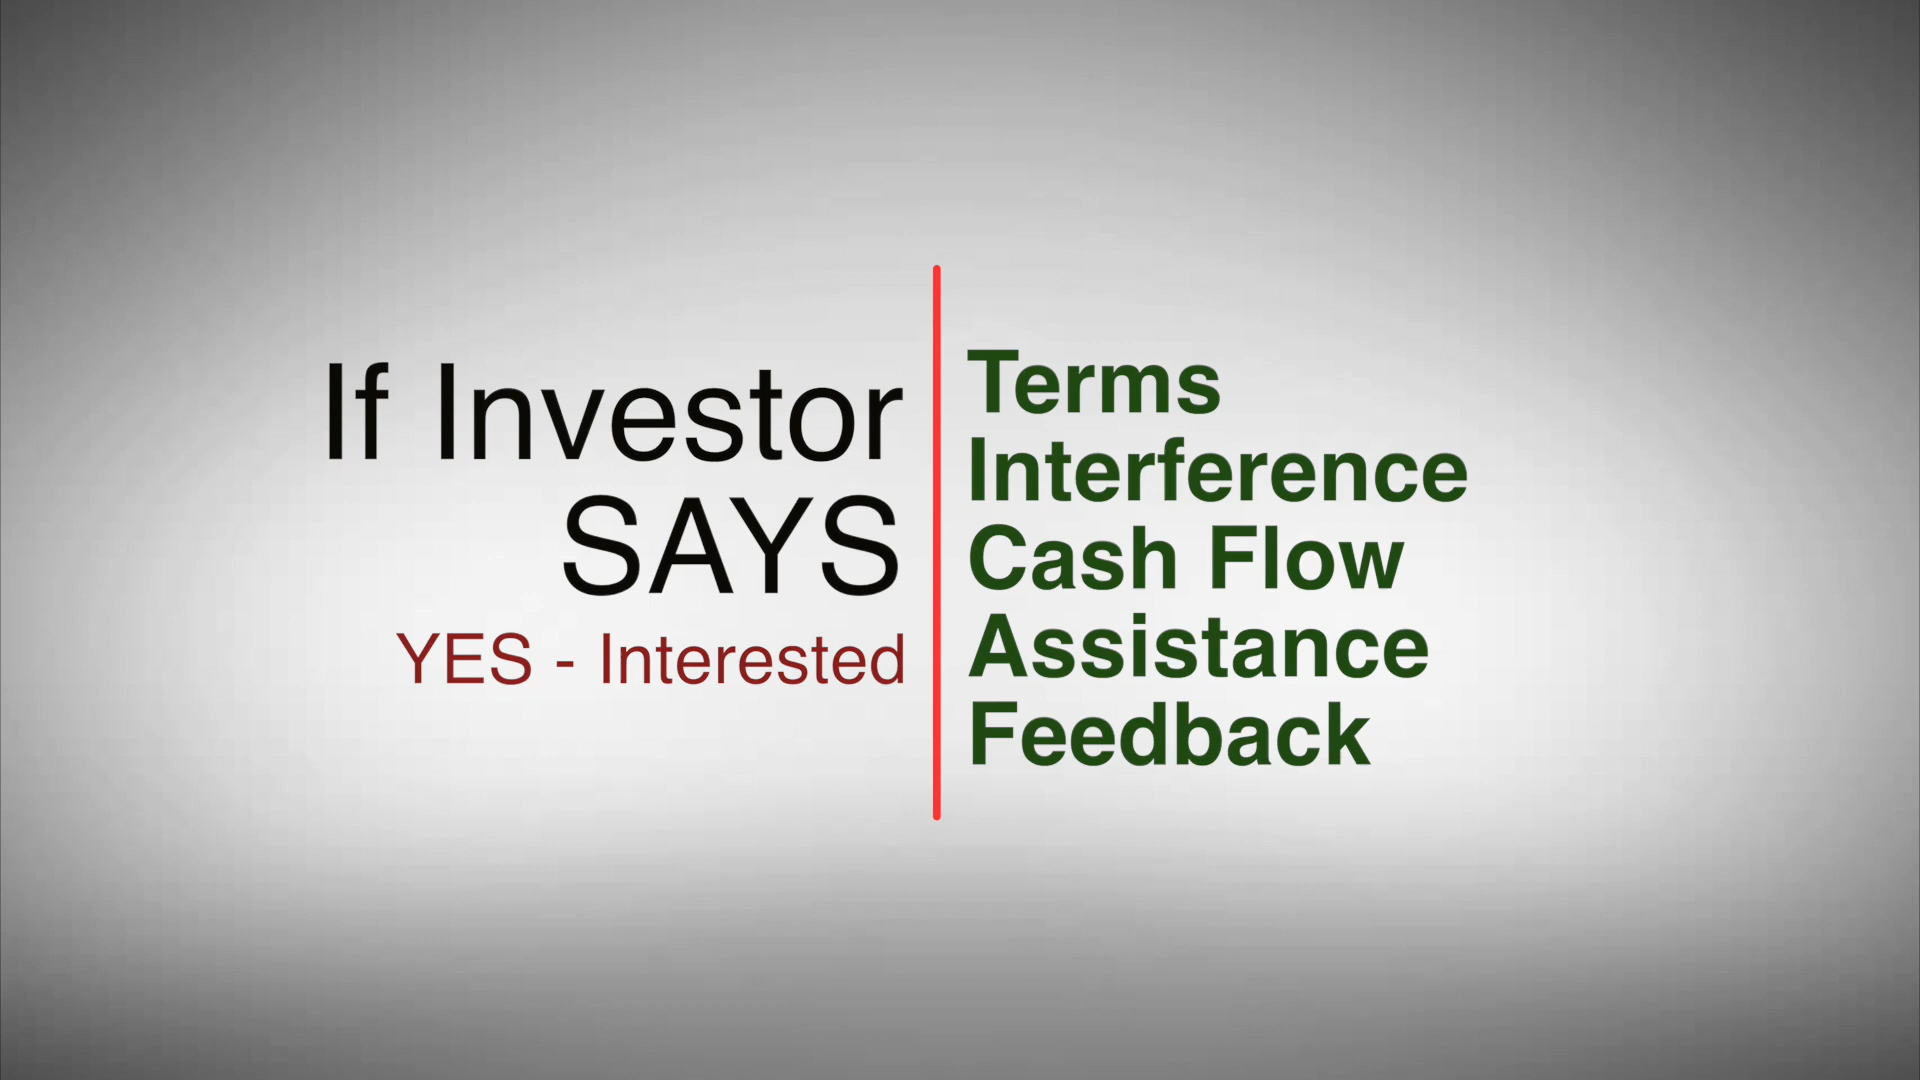 If Investor
SAYS
YES - Interested
Terms
Interference
Cash Flow
Assistance
Feedback